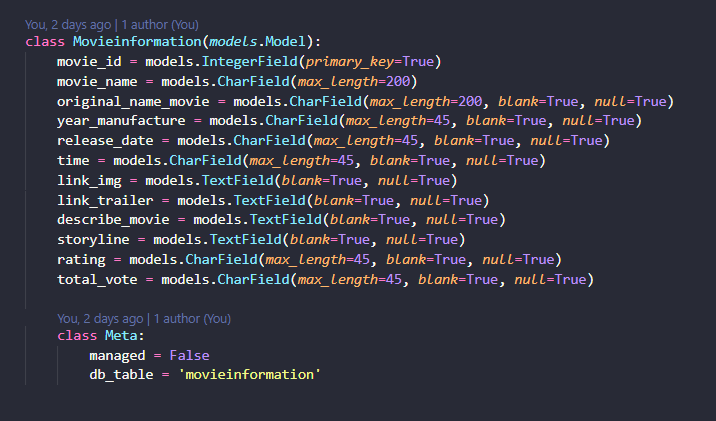 You, 2 days ago | 1 author (You)
class Movieinformation(models.Model):
    movie_id = models.IntegerField(primary_key=True)
    movie_name = models.CharField(max_length=200)
    original_name_movie = models.CharField(max_length=200, blank=True, null=True)
    year_manufacture = models.CharField(max_length=45, blank=True, null=True)
    release_date = models.CharField(max_length=45, blank=True, null=True)
    time = models.CharField(max_length=45, blank=True, null=True)
    link_img = models.TextField(blank=True, null=True)
    link_trailer = models.TextField(blank=True, null=True)
    describe_movie = models.TextField(blank=True, null=True)
    storyline = models.TextField(blank=True, null=True)
    rating = models.CharField(max_length=45, blank=True, null=True)
    total_vote = models.CharField(max_length=45, blank=True, null=True)
    You, 2 days ago | 1 author (You)
    class Meta:
        managed = False
        db_table = 'movieinformation'